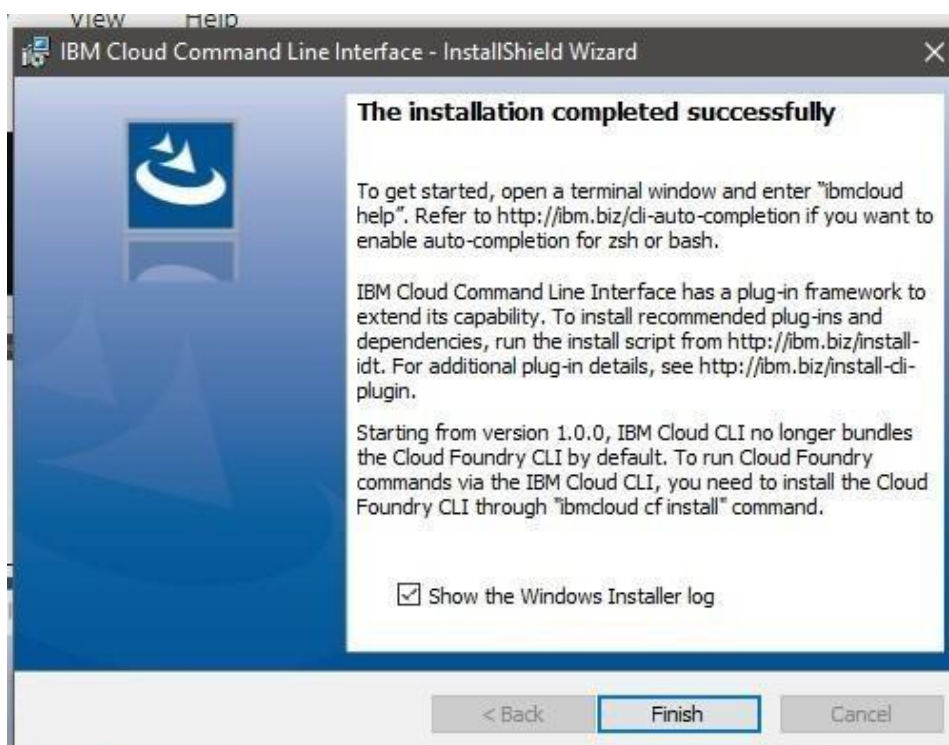 View Help
IBM Cloud Command Line Interface - InstallShield Wizard
The installation completed successfully
To get started, open a terminal window and enter "ibmcloud
help". Refer to http://ibm.biz/cli-auto-completion if you want to
enable auto-completion for zsh or bash.
IBM Cloud Command Line Interface has a plug-in framework to
extend its capability. To install recommended plug-ins and
dependencies, run the install script from http://ibm.biz/install-
idt. For additional plug-in details, see http://ibm.biz/install-cli-
plugin.
Starting from version 1.0.0, IBM Cloud CLI no longer bundles
the Cloud Foundry CLI by default. To run Cloud Foundry
commands via the IBM Cloud CLI, you need to install the Cloud
Foundry CLI through "ibmcloud cf install" command.
Show the Windows Installer log
< Back Finish Cancel